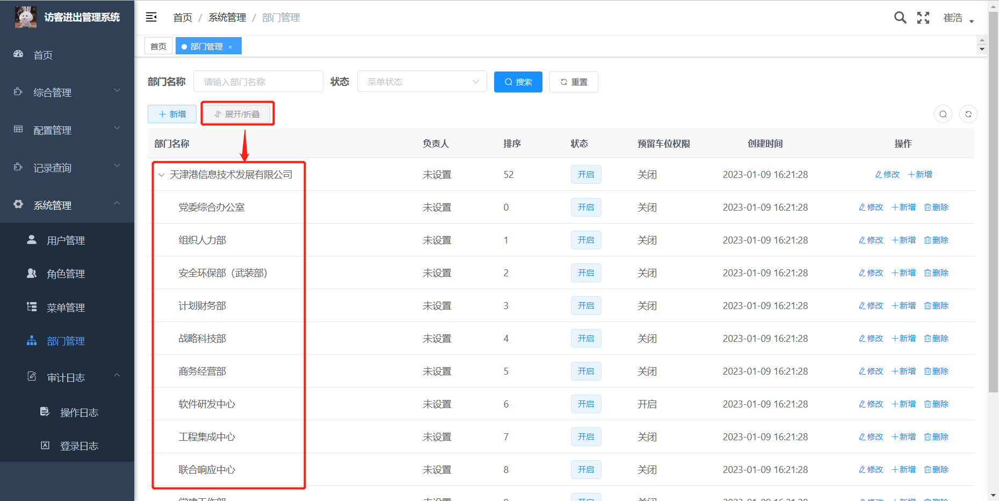 访客进出管理系统
首页 / 系统管理 / 部门管理
崔浩
首页
部门管理 ×
首页
综合管理
配置管理
记录查询
系统管理
用户管理
角色管理
菜单管理
部门管理
审计日志
操作日志
登录日志
部门名称 请输入部门名称 状态 菜单状态 搜索 重置
新增 展开/折叠
部门名称 负责人 排序 状态 预留车位权限 创建时间 操作
天津港信息技术发展有限公司 未设置 52 开启 关闭 2023-01-09 16:21:28 修改 新增
党委综合办公室 未设置 0 开启 关闭 2023-01-09 16:21:28 修改 新增 删除
组织人力部 未设置 1 开启 关闭 2023-01-09 16:21:28 修改 新增 删除
安全环保部（武装部） 未设置 2 开启 关闭 2023-01-09 16:21:28 修改 新增 删除
计划财务部 未设置 3 开启 关闭 2023-01-09 16:21:28 修改 新增 删除
战略科技部 未设置 4 开启 关闭 2023-01-09 16:21:28 修改 新增 删除
商务经营部 未设置 5 开启 关闭 2023-01-09 16:21:28 修改 新增 删除
软件研发中心 未设置 6 开启 开启 2023-01-09 16:21:28 修改 新增 删除
工程集成中心 未设置 7 开启 关闭 2023-01-09 16:21:28 修改 新增 删除
联合响应中心 未设置 8 开启 关闭 2023-01-09 16:21:28 修改 新增 删除